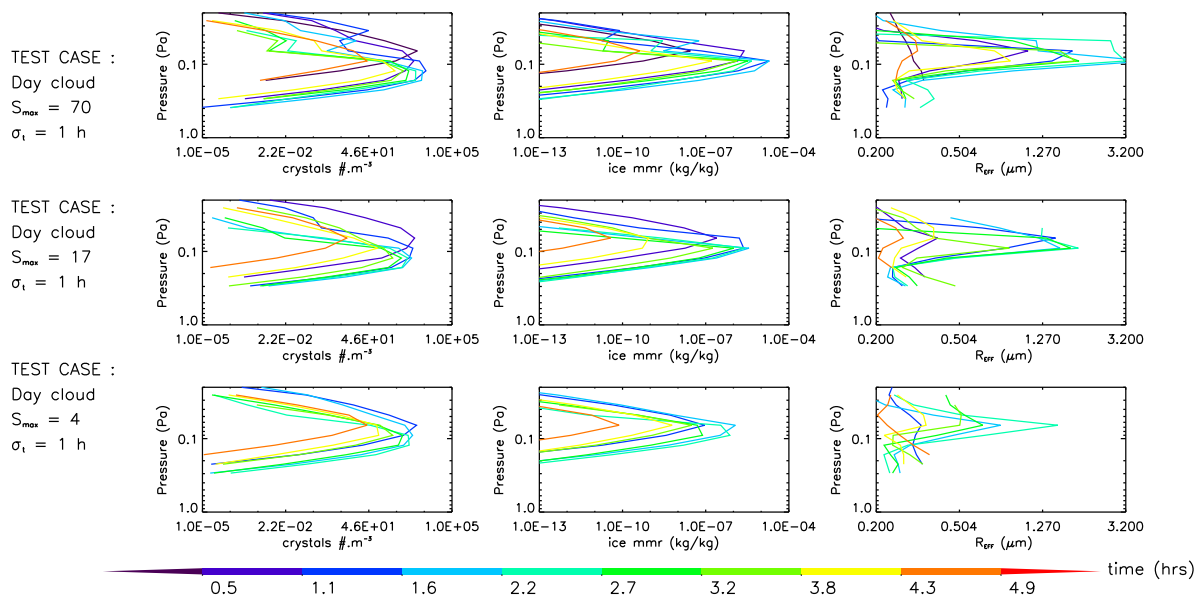 TEST CASE :
Day cloud
Smax = 70
σt = 1 h
Pressure (Pa)
0.1
1.0
1.0E-05 2.2E-02 4.6E+01 1.0E+05
crystals #.m-3
Pressure (Pa)
0.1
1.0
1.0E-13 1.0E-10 1.0E-07 1.0E-04
ice mmr (kg/kg)
Pressure (Pa)
0.1
1.0
0.200 0.504 1.270 3.200
REFF (μm)
TEST CASE :
Day cloud
Smax = 17
σt = 1 h
Pressure (Pa)
0.1
1.0
1.0E-05 2.2E-02 4.6E+01 1.0E+05
crystals #.m-3
Pressure (Pa)
0.1
1.0
1.0E-13 1.0E-10 1.0E-07 1.0E-04
ice mmr (kg/kg)
Pressure (Pa)
0.1
1.0
0.200 0.504 1.270 3.200
REFF (μm)
TEST CASE :
Day cloud
Smax = 4
σt = 1 h
Pressure (Pa)
0.1
1.0
1.0E-05 2.2E-02 4.6E+01 1.0E+05
crystals #.m-3
Pressure (Pa)
0.1
1.0
1.0E-13 1.0E-10 1.0E-07 1.0E-04
ice mmr (kg/kg)
Pressure (Pa)
0.1
1.0
0.200 0.504 1.270 3.200
REFF (μm)
time (hrs)
0.5 1.1 1.6 2.2 2.7 3.2 3.8 4.3 4.9